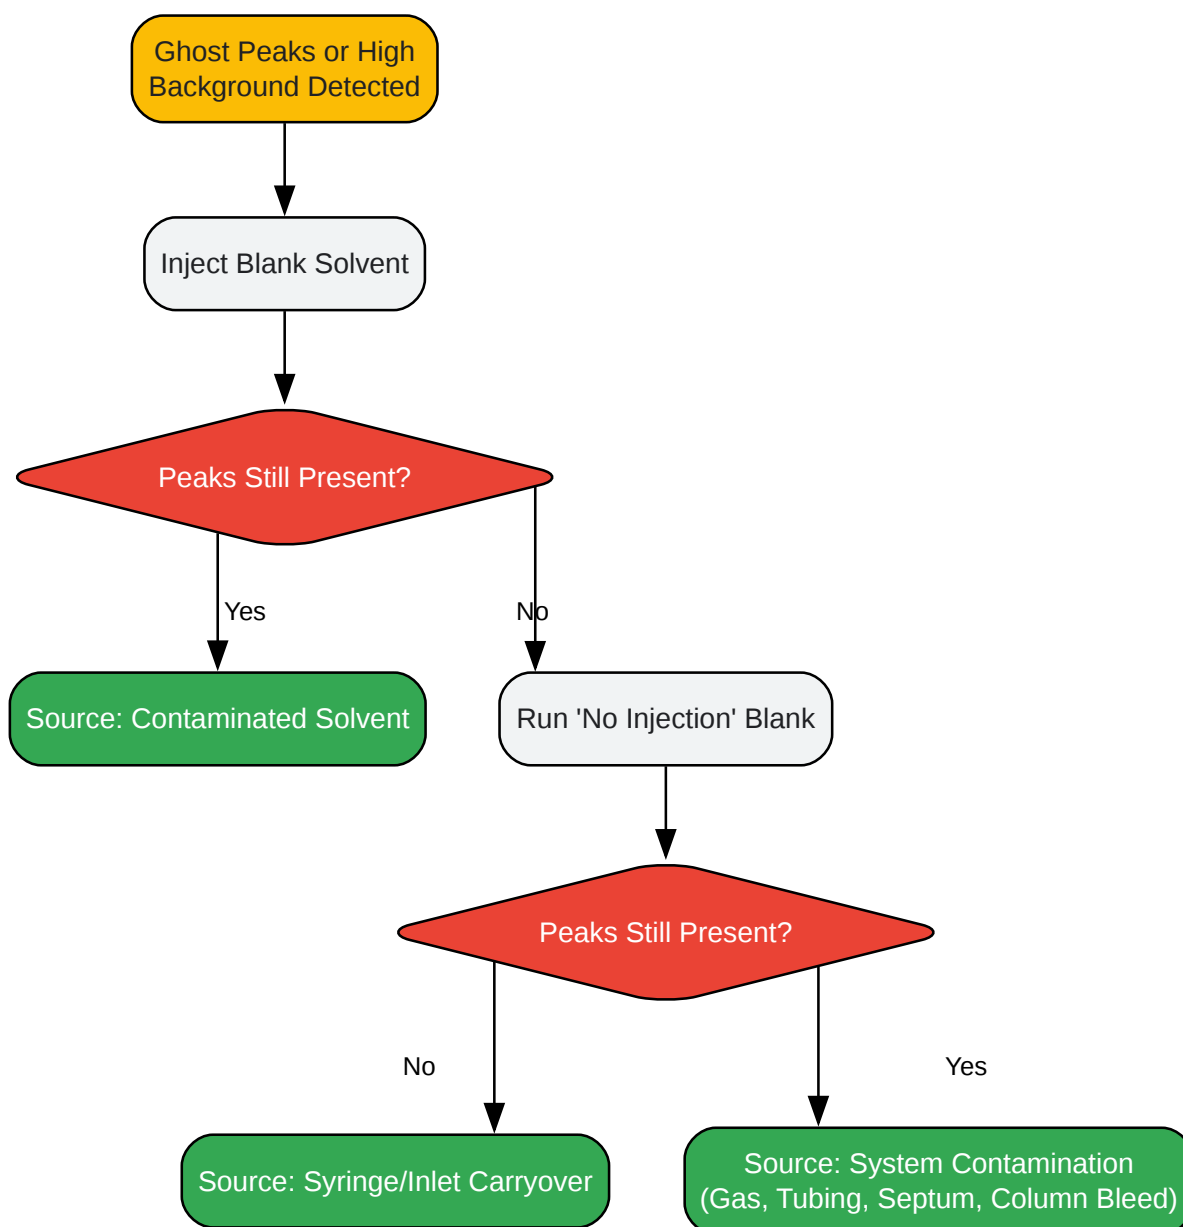 Ghost Peaks or High
Background Detected
Inject Blank Solvent
Peaks Still Present?
Yes
No
Source: Contaminated Solvent
Run 'No Injection' Blank
Peaks Still Present?
No
Yes
Source: Syringe/Inlet Carryover
Source: System Contamination
(Gas, Tubing, Septum, Column Bleed)